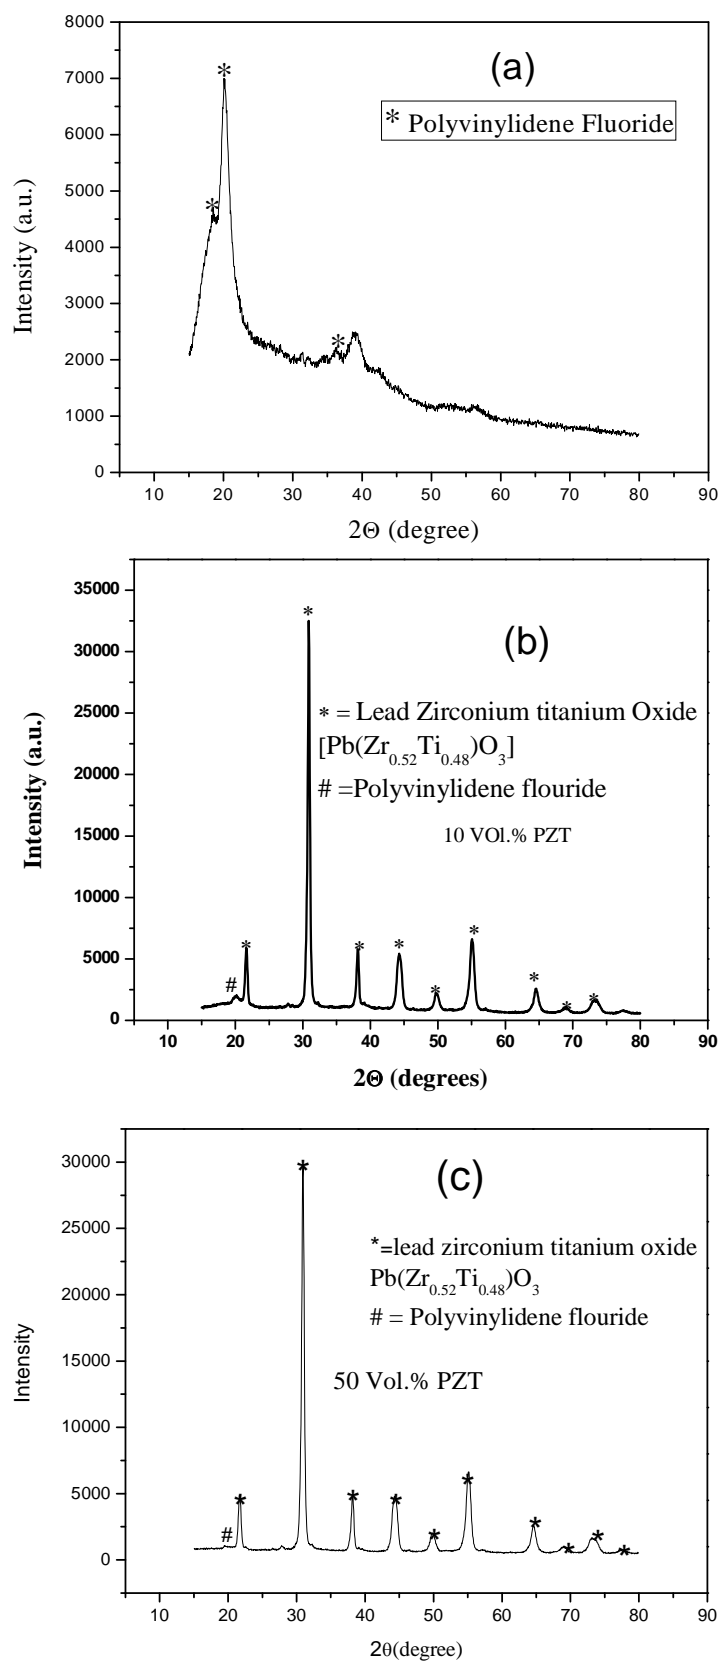 (a)
* Polyvinylidene Fluoride
Intensity (a.u.)
8000
7000
6000
5000
4000
3000
2000
1000
0
10 20 30 40 50 60 70 80 90
2Θ (degree)
(b)
* = Lead Zirconium titanium Oxide
[Pb(Zr0.52Ti0.48)O3]
# =Polyvinylidene flouride
10 VOl.% PZT
Intensity (a.u.)
35000
30000
25000
20000
15000
10000
5000
0
#
10 20 30 40 50 60 70 80 90
2Θ (degrees)
(c)
*=lead zirconium titanium oxide
Pb(Zr0.52Ti0.48)O3
# = Polyvinylidene flouride
50 Vol.% PZT
Intensity
30000
25000
20000
15000
10000
5000
0
#
10 20 30 40 50 60 70 80 90
2θ(degree)